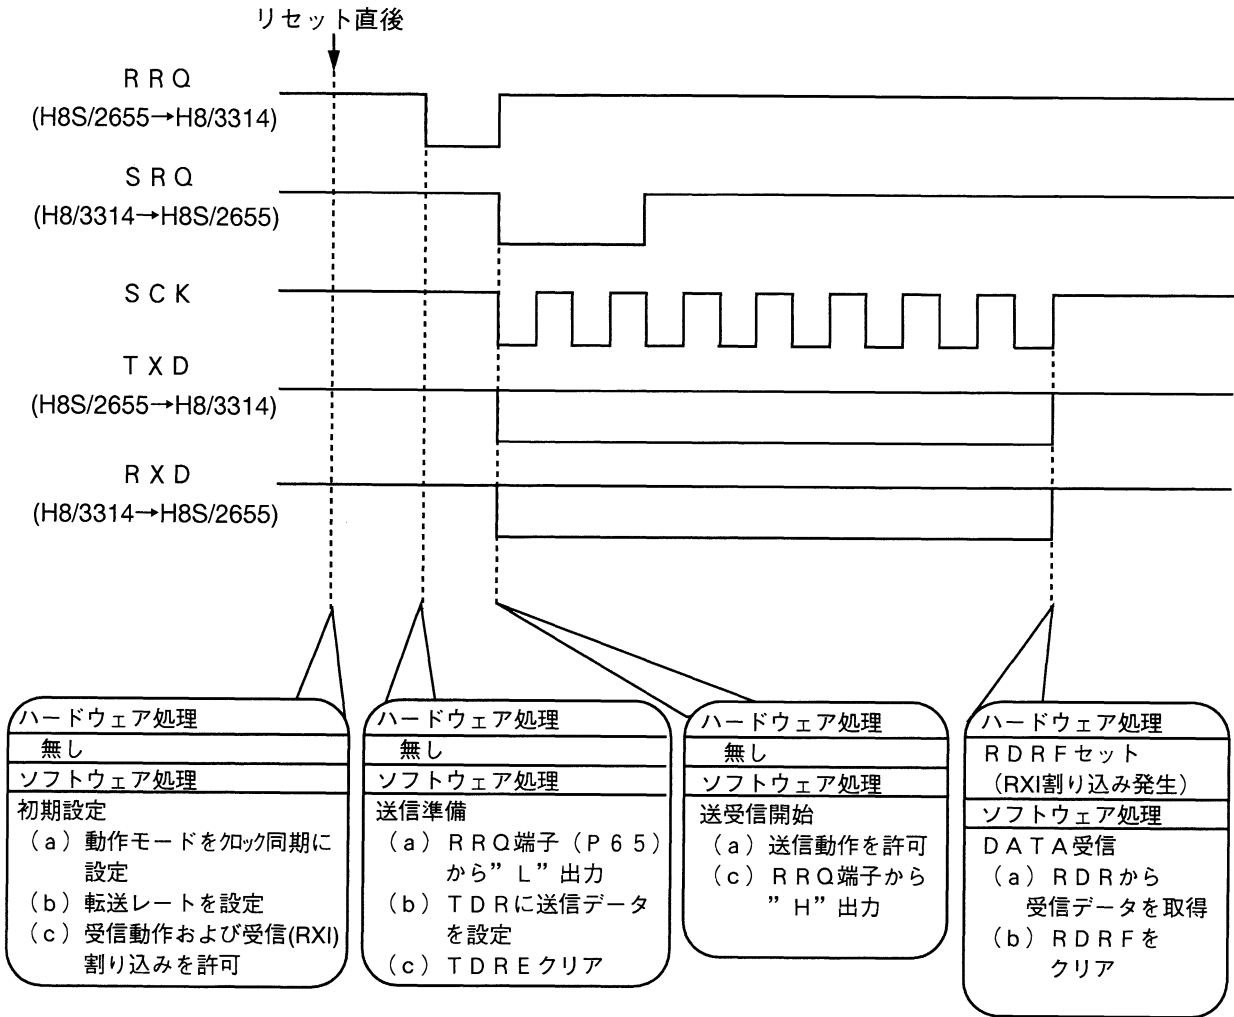 リセット直後
RRQ
(H8S/2655→H8/3314)
SRQ
(H8/3314→H8S/2655)
SCK
TXD
(H8S/2655→H8/3314)
RXD
(H8/3314→H8S/2655)
ハードウェア処理
無し
ソフトウェア処理
初期設定
(a) 動作モードをクロック同期に
設定
(b) 転送レートを設定
(c) 受信動作および受信(RXI)
割り込みを許可
ハードウェア処理
無し
ソフトウェア処理
送信準備
(a) RRQ端子(P65)
から”L”出力
(b) TDRに送信データ
を設定
(c) TDREクリア
ハードウェア処理
無し
ソフトウェア処理
送受信開始
(a) 送信動作を許可
(c) RRQ端子から
”H”出力
ハードウェア処理
RDRFセット
(RXI割り込み発生)
ソフトウェア処理
DATA受信
(a) RDRから
受信データを取得
(b) RDRFを
クリア